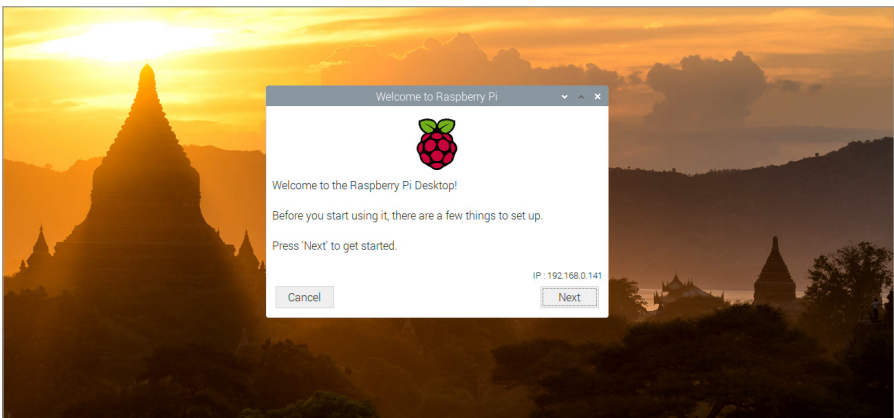 Welcome to Raspberry Pi
Welcome to the Raspberry Pi Desktop!
Before you start using it, there are a few things to set up.
Press 'Next' to get started.
IP : 192.168.0.141
Cancel
Next